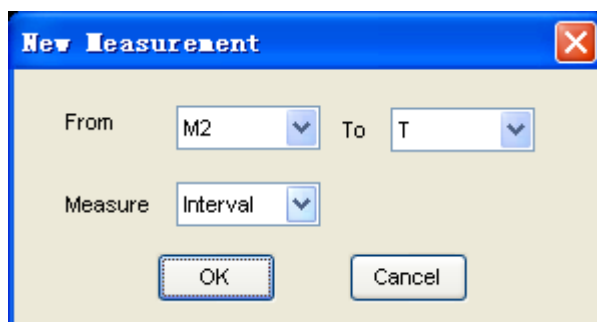 New Measurement
From M2 To T
Measure Interval
OK Cancel